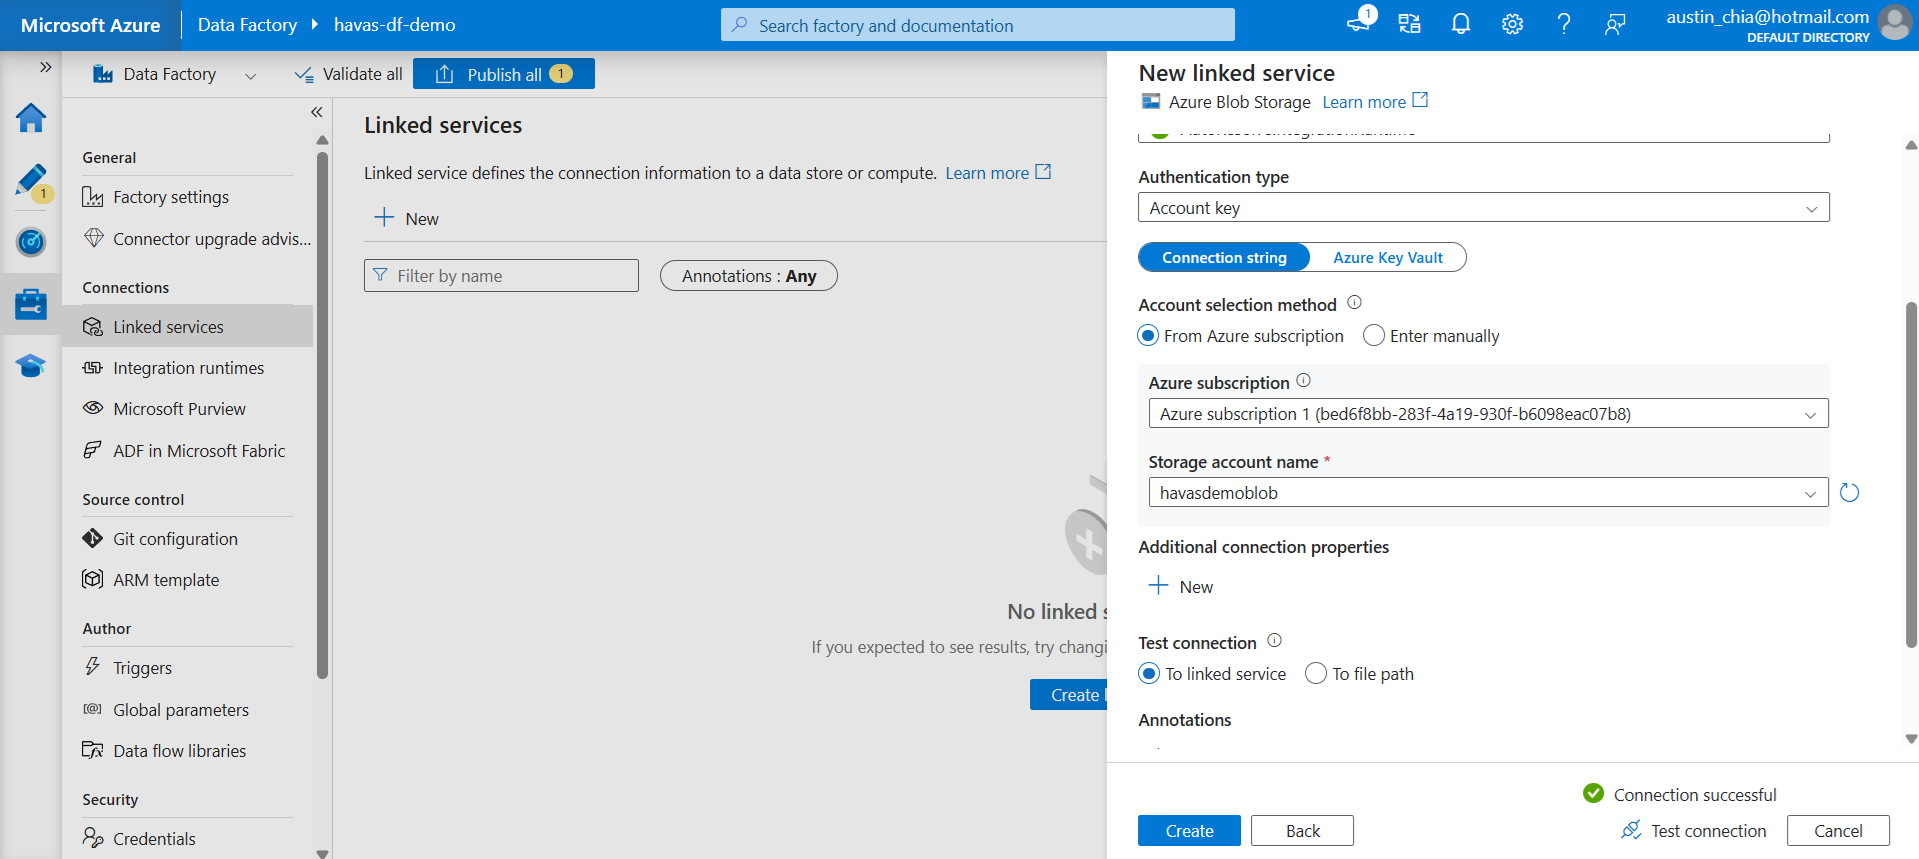 Microsoft Azure
Data Factory
havas-df-demo
Search factory and documentation
1
austin_chia@hotmail.com
DEFAULT DIRECTORY
Data Factory
Validate all
Publish all 1
1
General
Factory settings
Connector upgrade advis...
Connections
Linked services
Integration runtimes
Microsoft Purview
ADF in Microsoft Fabric
Source control
Git configuration
ARM template
Author
Triggers
Global parameters
Data flow libraries
Security
Credentials
Linked services
Linked service defines the connection information to a data store or compute. Learn more
New
Filter by name
Annotations : Any
No linked s
If you expected to see results, try changi
Create
New linked service
Azure Blob Storage Learn more
Authentication type
Account key
Connection string
Azure Key Vault
Account selection method
From Azure subscription
Enter manually
Azure subscription
Azure subscription 1 (bed6f8bb-283f-4a19-930f-b6098eac07b8)
Storage account name *
havasdemoblob
Additional connection properties
New
Test connection
To linked service
To file path
Annotations
Connection successful
Create
Back
Test connection
Cancel